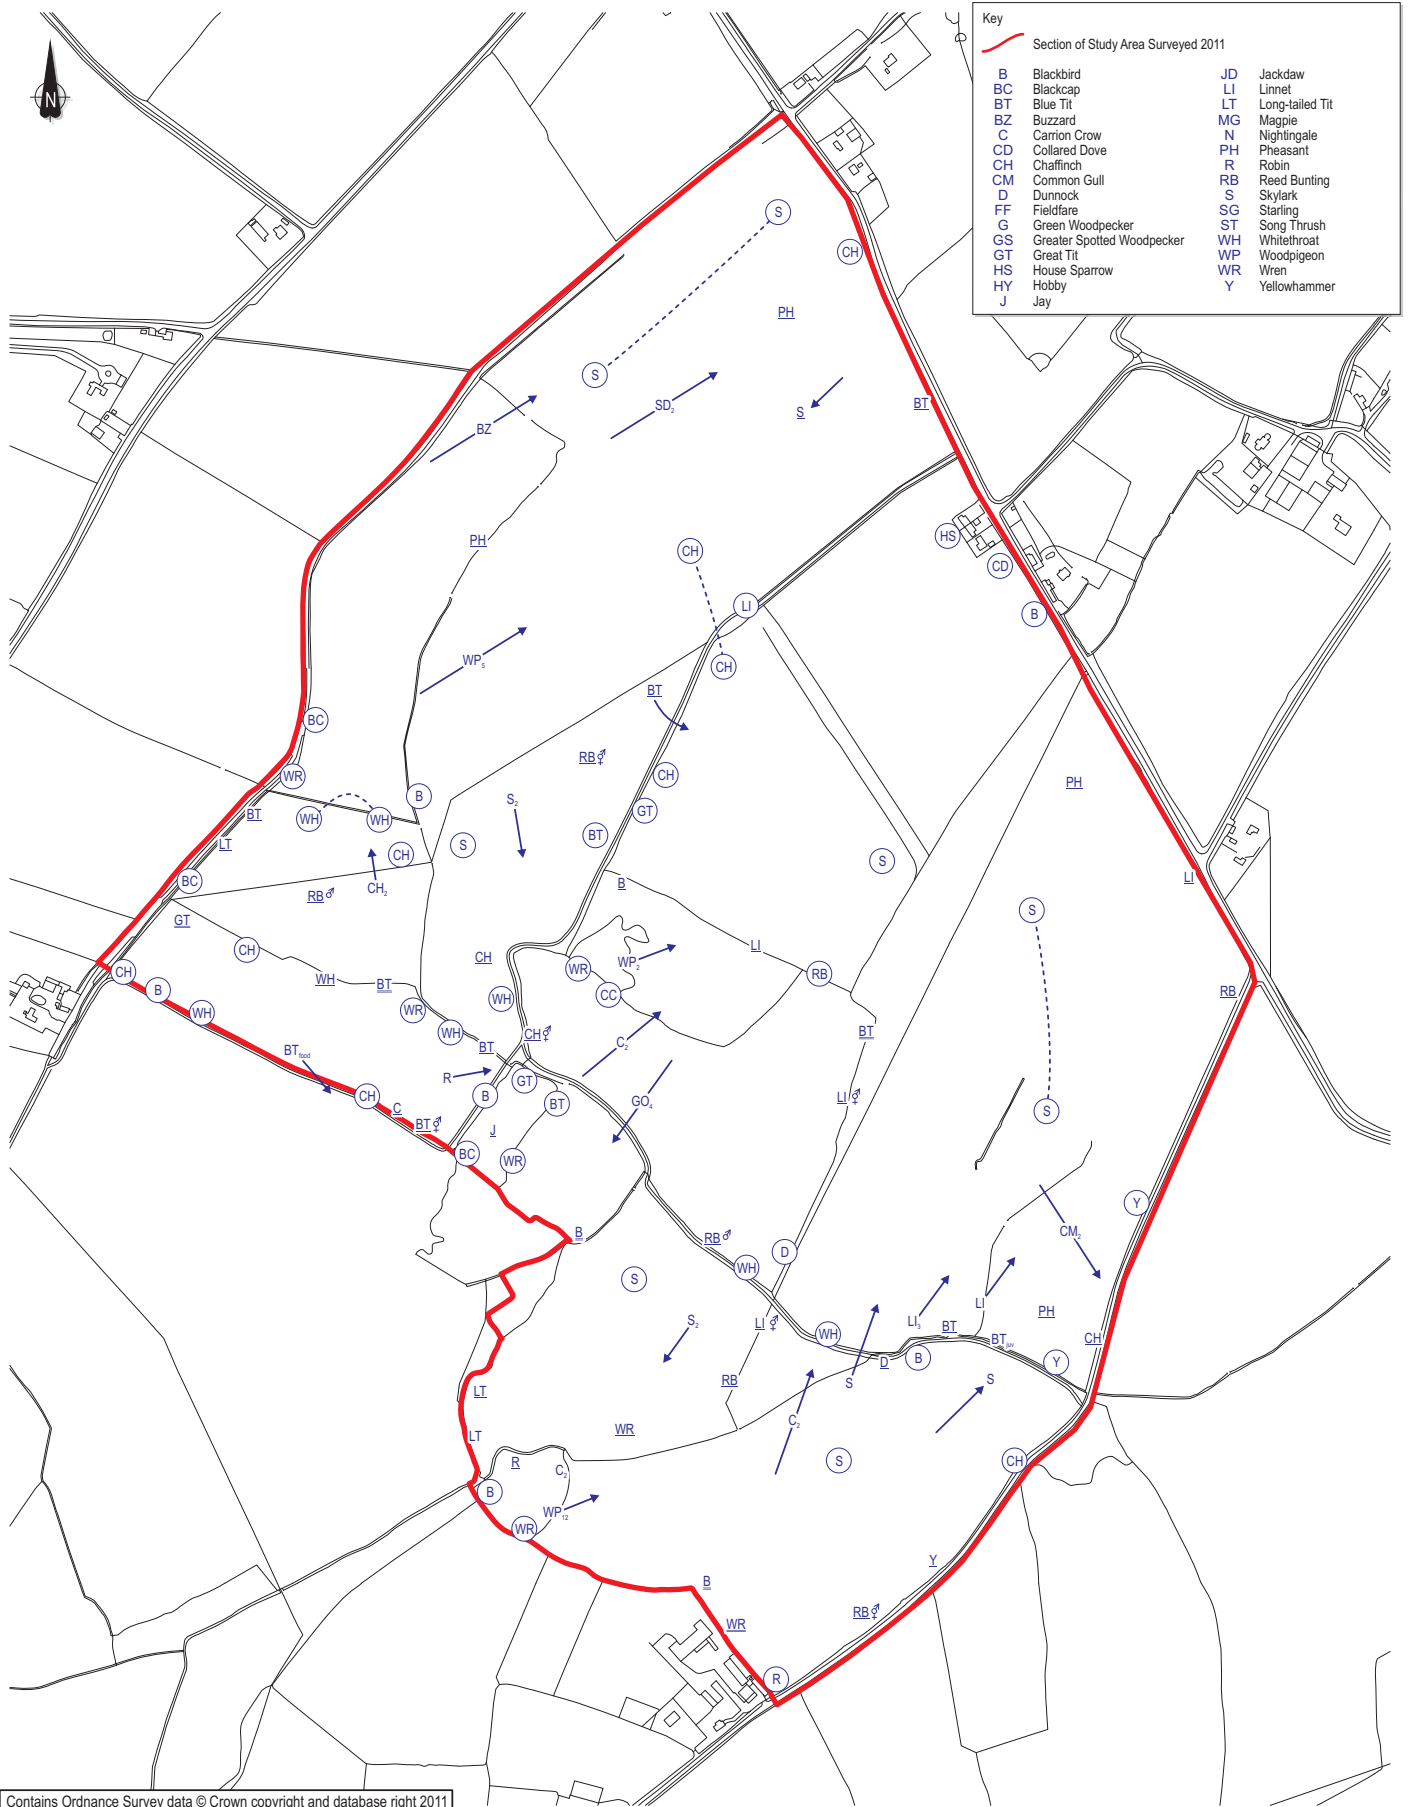 Key
Section of Study Area Surveyed 2011
B Blackbird JD Jackdaw
BC Blackcap LI Linnet
BT Blue Tit LT Long-tailed Tit
BZ Buzzard MG Magpie
C Carrion Crow N Nightingale
CD Collared Dove PH Pheasant
CH Chaffinch R Robin
CM Common Gull RB Reed Bunting
D Dunnock S Skylark
FF Fieldfare SG Starling
G Green Woodpecker ST Song Thrush
GS Greater Spotted Woodpecker WH Whitethroat
GT Great Tit WP Woodpigeon
HS House Sparrow WR Wren
HY Hobby Y Yellowhammer
J Jay
N
S
CH
PH
S
SD2
S
BT
BZ
HS
PH
CH
CD
LI
B
WP5
CH
BT
BC
RB⚥
WR
CH
PH
B
S2
WH
WH
GT
BT
BT
LT
CH
S
S
BC
CH2
RB♂
B
LI
S
GT
CH
LI
CH
WR
WP2
RB
CH
WH
BT
B
CC
WH
RB
WH
WR
WH
CH⚥
C2
BT
BT
BTfood
R
GT
CH
B
BT
GO4
LI⚥
S
C
BT⚥
J
BC
WR
Y
B
RB♂
D
CM2
WH
S
LI
LI3
PH
S2
LI⚥
WH
BT
BTjuv
CH
D
B
Y
LT
RB
S
S
LT
WR
C2
S
R
C2
CH
B
WP12
WR
Y
B
WR
RB⚥
R
Contains Ordnance Survey data © Crown copyright and database right 2011